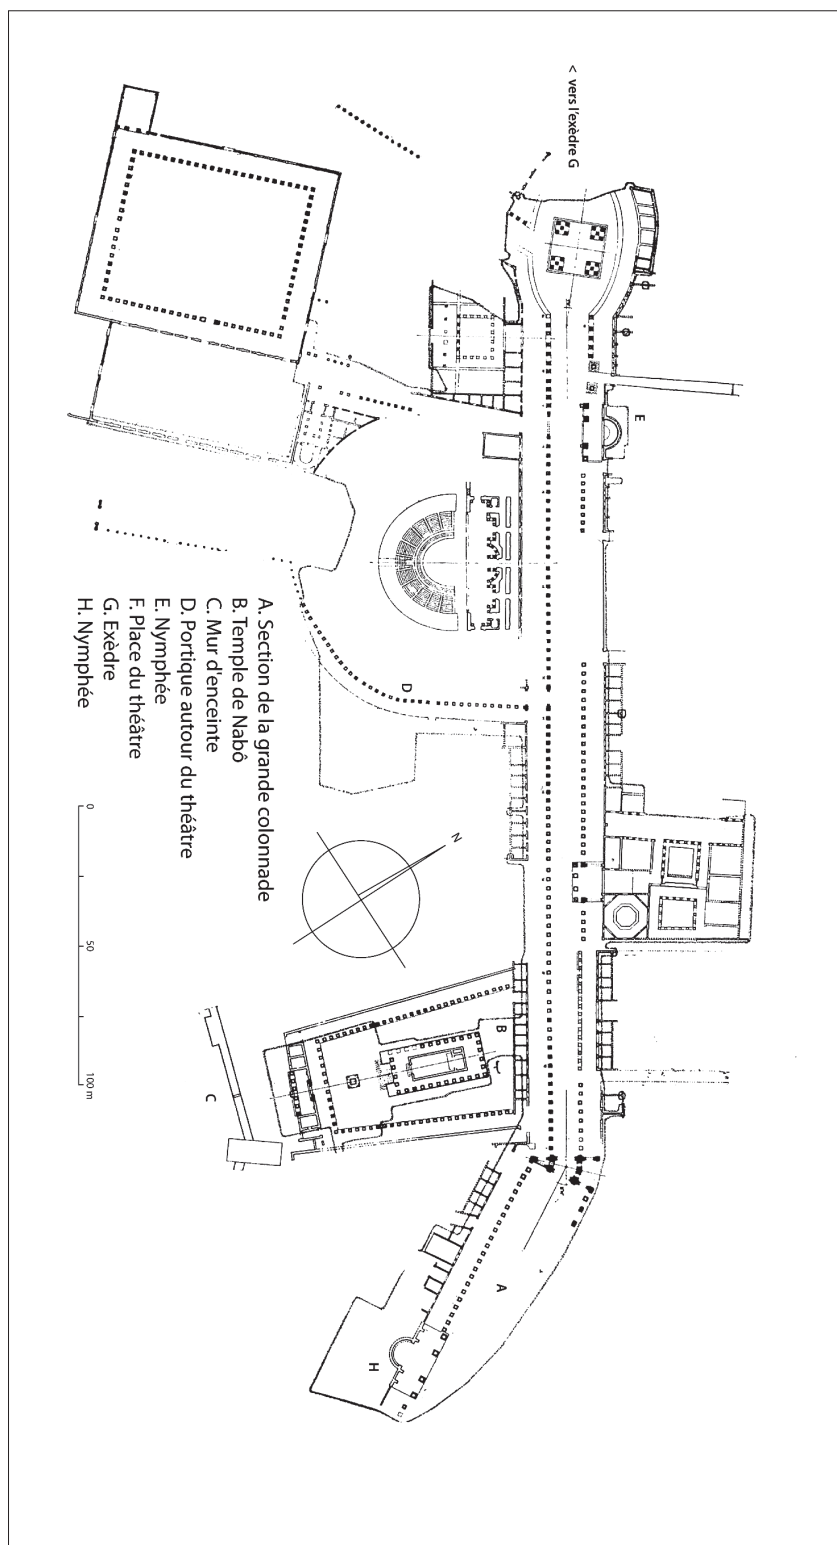 < vers l'exèdre G
E
D
A. Section de la grande colonnade
B. Temple de Nabô
C. Mur d'enceinte
D. Portique autour du théâtre
E. Nymphée
F. Place du théâtre
G. Exèdre
H. Nymphée
0
50
100 m
N
B
C
A
H